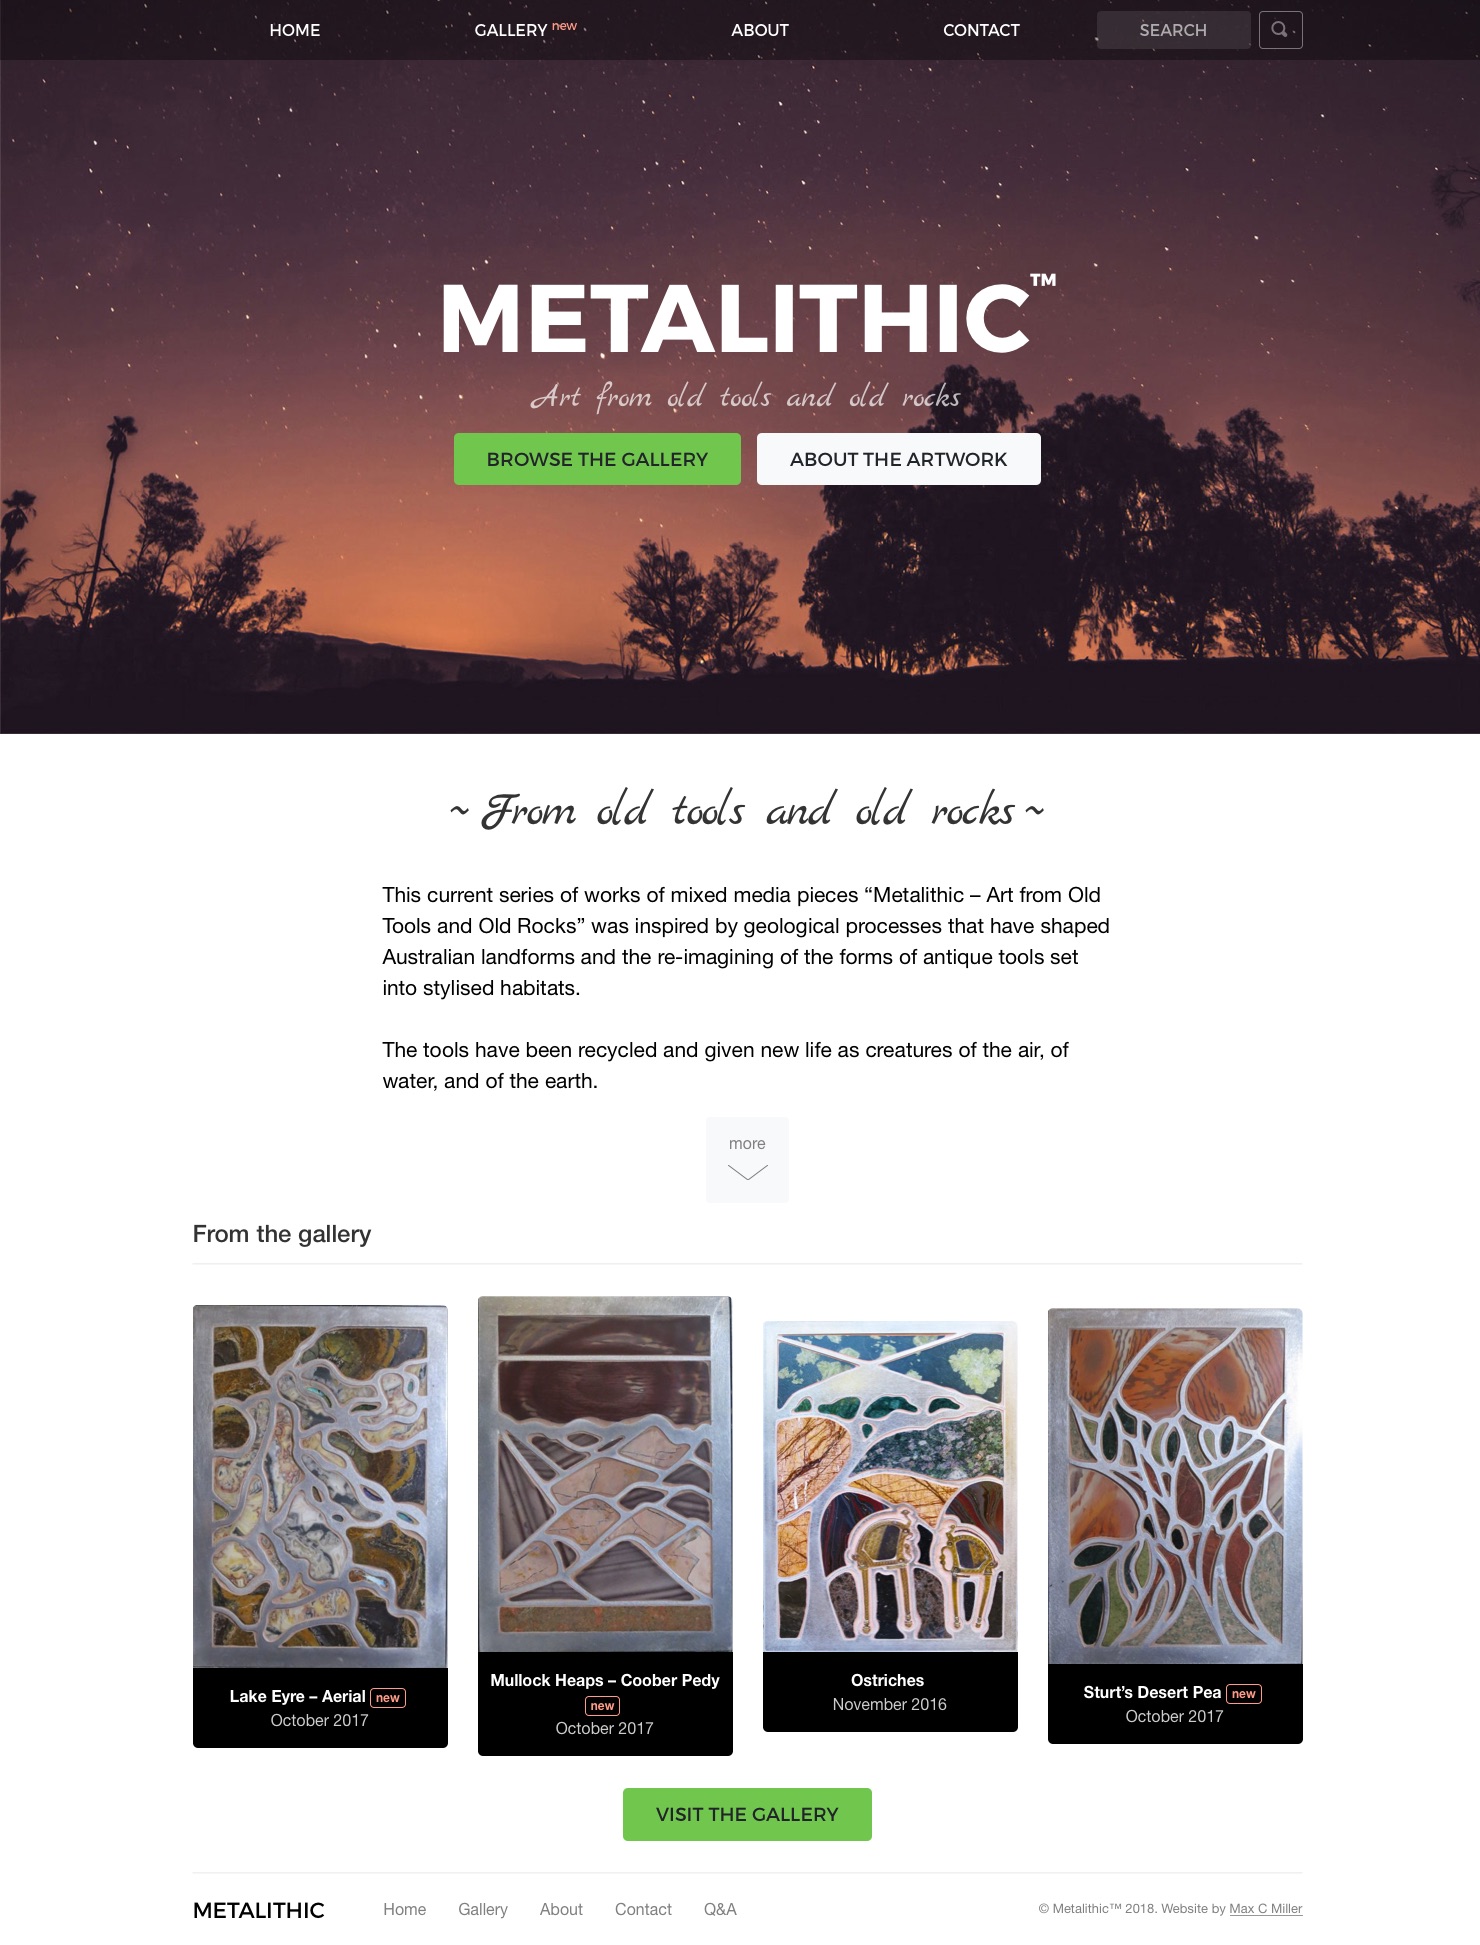 HOME GALLERY new ABOUT CONTACT SEARCH
METALITHIC™
Art from old tools and old rocks
BROWSE THE GALLERY ABOUT THE ARTWORK
~ From old tools and old rocks ~
This current series of works of mixed media pieces “Metalithic – Art from Old
Tools and Old Rocks” was inspired by geological processes that have shaped
Australian landforms and the re-imagining of the forms of antique tools set
into stylised habitats.
The tools have been recycled and given new life as creatures of the air, of
water, and of the earth.
more
From the gallery
Lake Eyre – Aerial new
October 2017
Mullock Heaps – Coober Pedy
new
October 2017
Ostriches
November 2016
Sturt’s Desert Pea new
October 2017
VISIT THE GALLERY
METALITHIC Home Gallery About Contact Q&A © Metalithic™ 2018. Website by Max C Miller